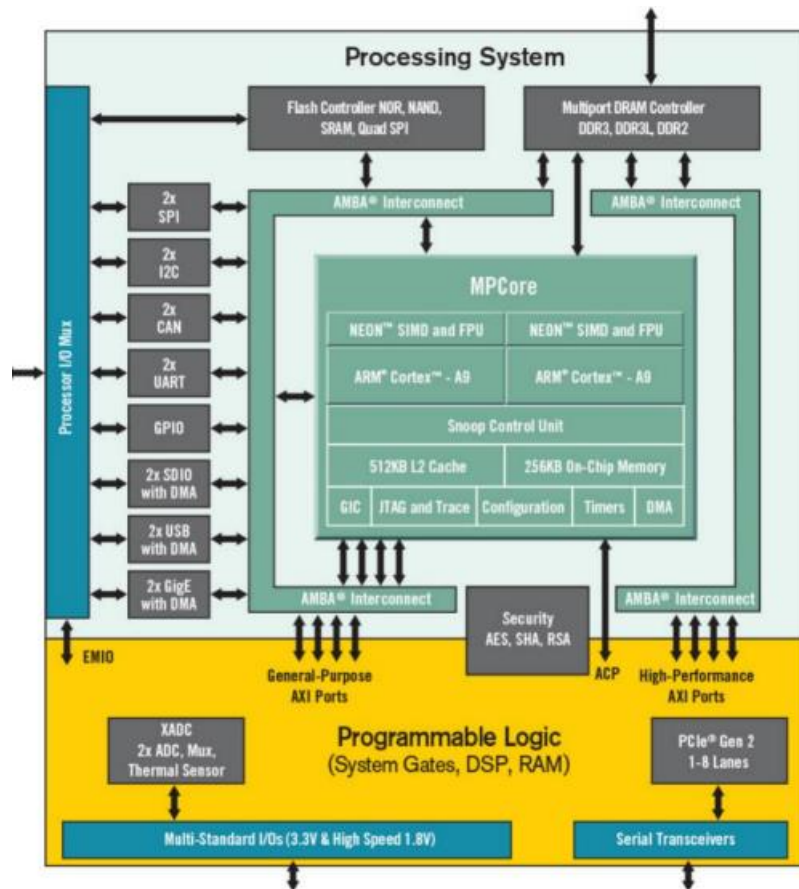 Processing System
Flash Controller NOR, NAND,
SRAM, Quad SPI
Multiport DRAM Controller
DDR3, DDR3L, DDR2
AMBA® Interconnect
AMBA® Interconnect
Processor I/O Mux
2x
SPI
2x
I2C
2x
CAN
2x
UART
GPIO
2x SDIO
with DMA
2x USB
with DMA
2x GigE
with DMA
MPCore
NEON™ SIMD and FPU
NEON™ SIMD and FPU
ARM® Cortex™ - A9
ARM® Cortex™ - A9
Snoop Control Unit
512KB L2 Cache
256KB On-Chip Memory
GIC
JTAG and Trace
Configuration
Timers
DMA
AMBA® Interconnect
AMBA® Interconnect
Security
AES, SHA, RSA
EMIO
General-Purpose
AXI Ports
ACP
High-Performance
AXI Ports
XADC
2x ADC, Mux,
Thermal Sensor
Programmable Logic
(System Gates, DSP, RAM)
PCIe® Gen 2
1-8 Lanes
Multi-Standard I/Os (3.3V & High Speed 1.8V)
Serial Transceivers